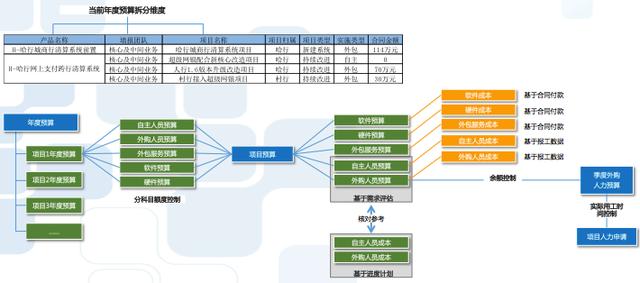 当前年度预算拆分维度
产品名称 填报团队 项目名称 项目归属 项目类型 实施类型 合同金额
H-哈行城商行清算系统前置 核心及中间业务 哈行城商行清算系统项目 哈行 新建系统 外包 114万元
H-哈行网上支付跨行清算系统 核心及中间业务 超级网银配合新核心改造项目 哈行 持续改进 自主 0
核心及中间业务 人行1.6版本升级改造项目 哈行 持续改进 外包 70万元
核心及中间业务 村行接入超级网银项目 村行 持续改进 外包 30万元
年度预算
项目1年度预算
项目2年度预算
项目3年度预算
……
自主人员预算
外购人员预算
外包服务预算
软件预算
硬件预算
分科目额度控制
项目预算
软件预算
硬件预算
外包服务预算
自主人员预算
外购人员预算
基于需求评估
核对参考
自主人员成本
外购人员成本
基于进度计划
软件成本 基于合同付款
硬件成本 基于合同付款
外包服务成本 基于合同付款
自主人员成本 基于报工数据
外购人员成本 基于报工数据
余额控制
季度外购
人力预算
实际用工时
间控制
项目人力申请